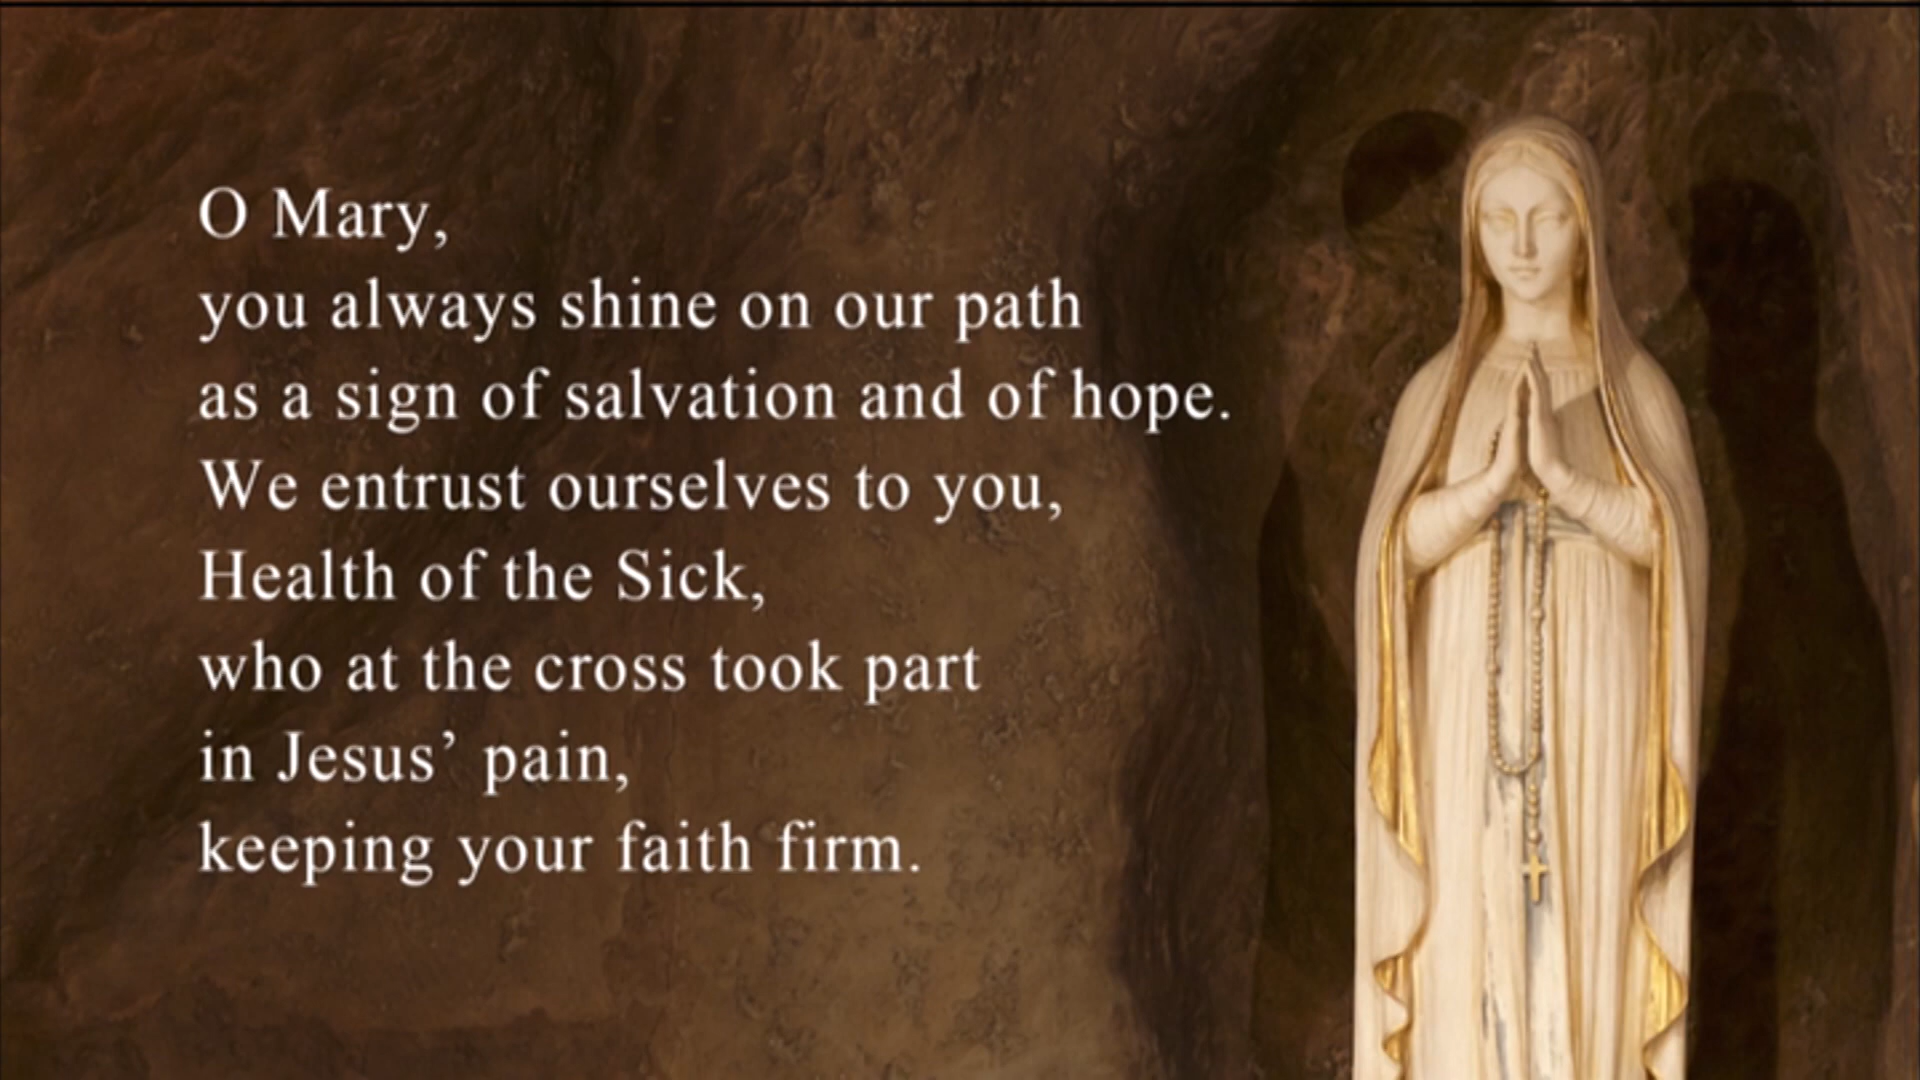 O Mary,
you always shine on our path
as a sign of salvation and of hope.
We entrust ourselves to you,
Health of the Sick,
who at the cross took part
in Jesus’ pain,
keeping your faith firm.